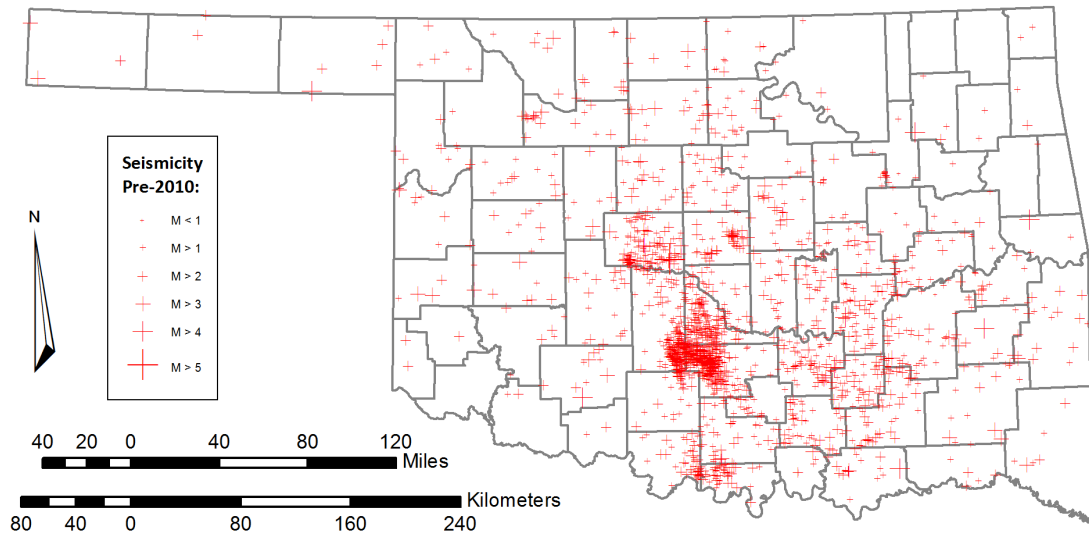 Seismicity
Pre-2010:
N
M < 1
M > 1
M > 2
M > 3
M > 4
M > 5
40 20 0 40 80 120
Miles
Kilometers
80 40 0 80 160 240